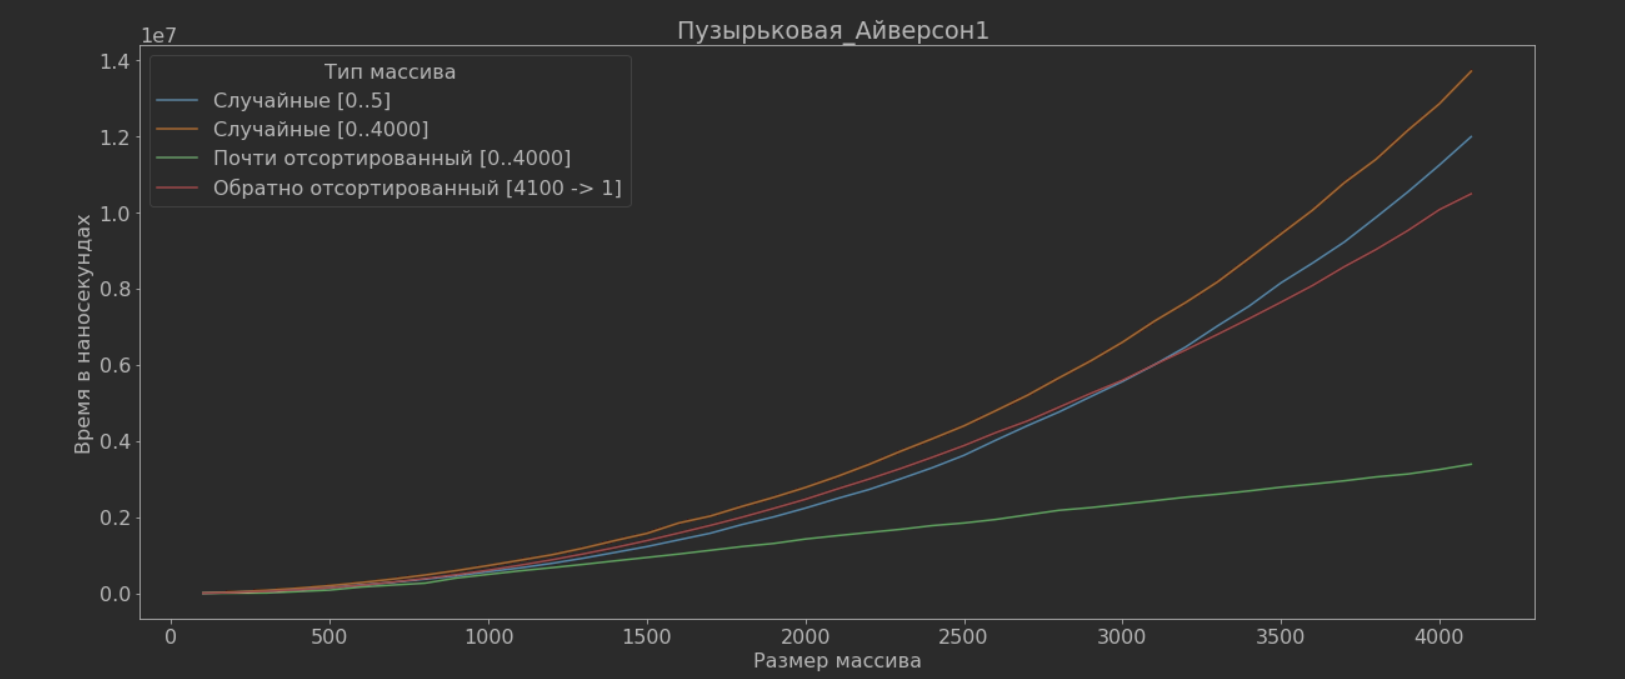 Пузырьковая_Айверсон1
1e7
Тип массива
Случайные [0..5]
Случайные [0..4000]
Почти отсортированный [0..4000]
Обратно отсортированный [4100 -> 1]
Время в наносекундах
1.4
1.2
1.0
0.8
0.6
0.4
0.2
0.0
0 500 1000 1500 2000 2500 3000 3500 4000
Размер массива